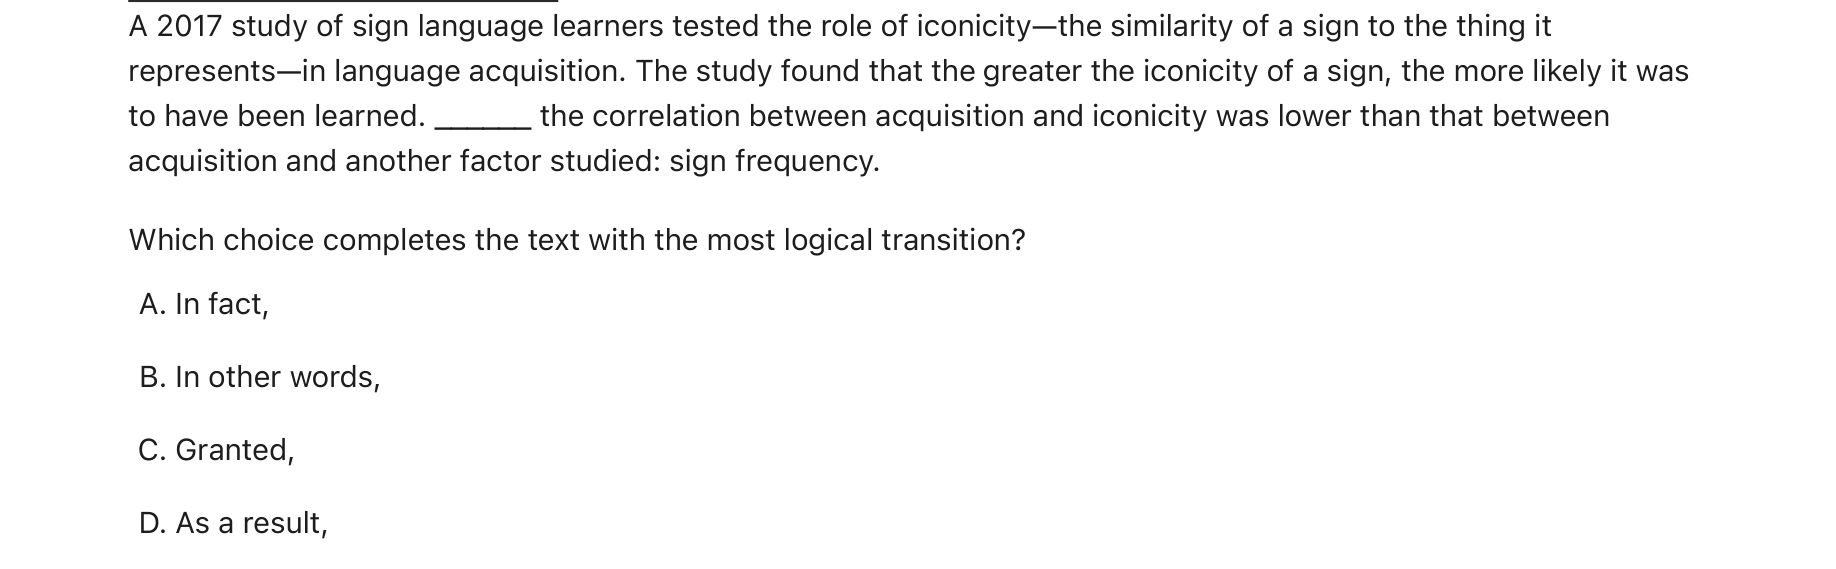 A 2017 study of sign language learners tested the role of iconicity—the similarity of a sign to the thing it
represents—in language acquisition. The study found that the greater the iconicity of a sign, the more likely it was
to have been learned. ______ the correlation between acquisition and iconicity was lower than that between
acquisition and another factor studied: sign frequency.
Which choice completes the text with the most logical transition?
A. In fact,
B. In other words,
C. Granted,
D. As a result,